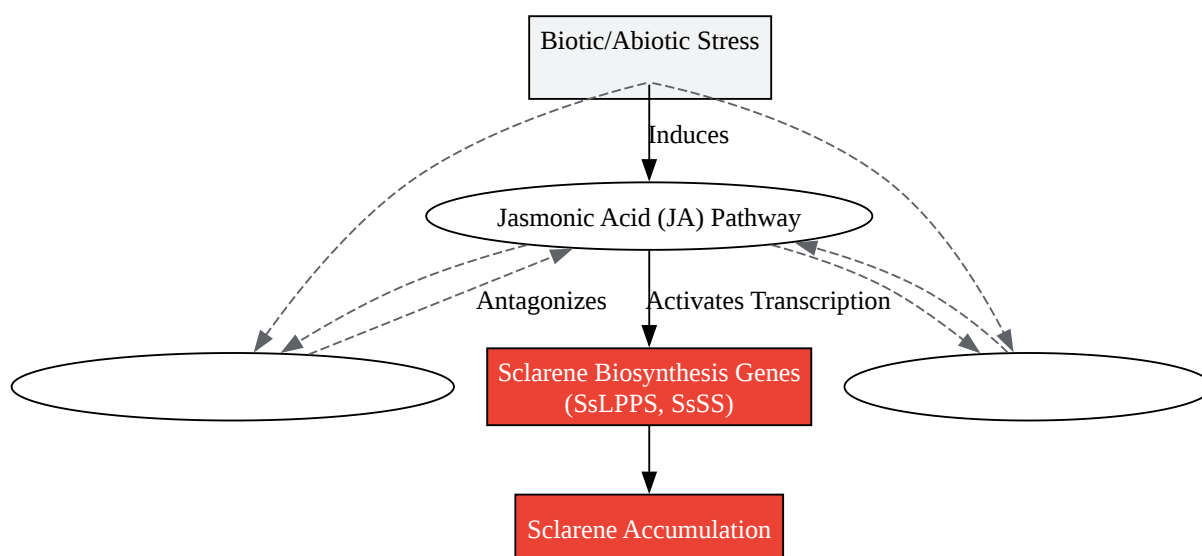 Biotic/Abiotic Stress
Induces
Jasmonic Acid (JA) Pathway
Antagonizes
Activates Transcription
Sclarene Biosynthesis Genes
(SsLPPS, SsSS)
Sclarene Accumulation